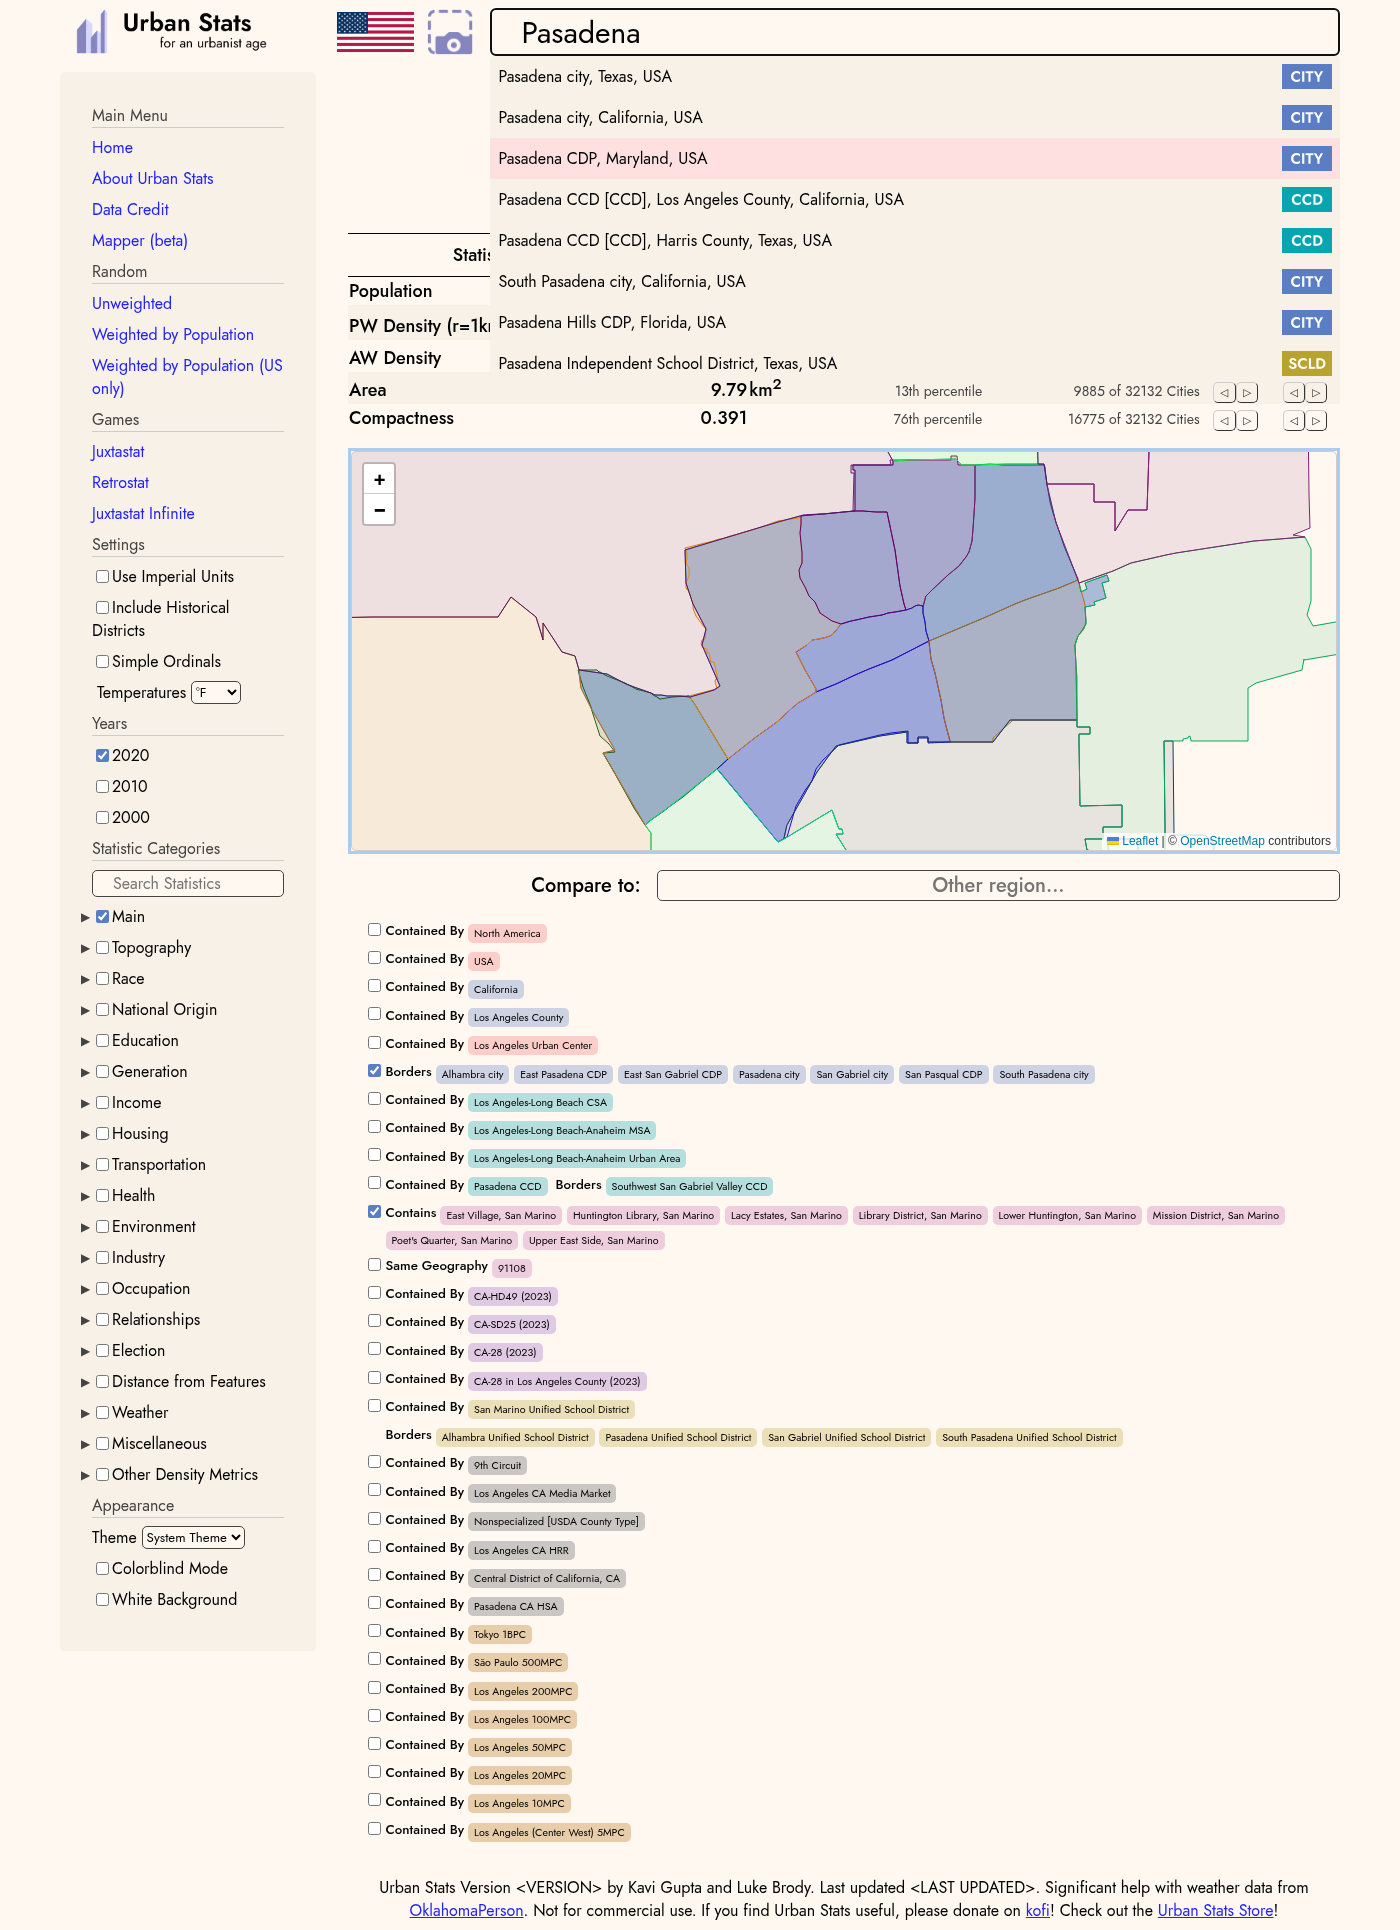 Urban Stats
for an urbanist age
Pasadena
Pasadena city, Texas, USA CITY
Pasadena city, California, USA CITY
Pasadena CDP, Maryland, USA CITY
Pasadena CCD [CCD], Los Angeles County, California, USA CCD
Pasadena CCD [CCD], Harris County, Texas, USA CCD
South Pasadena city, California, USA CITY
Pasadena Hills CDP, Florida, USA CITY
Pasadena Independent School District, Texas, USA SCLD
Main Menu
Home
About Urban Stats
Data Credit
Mapper (beta)
Random
Unweighted
Weighted by Population
Weighted by Population (US
only)
Games
Juxtastat
Retrostat
Juxtastat Infinite
Settings
Use Imperial Units
Include Historical
Districts
Simple Ordinals
Temperatures °F
Years
2020
2010
2000
Statistic Categories
Search Statistics
Main
Topography
Race
National Origin
Education
Generation
Income
Housing
Transportation
Health
Environment
Industry
Occupation
Relationships
Election
Distance from Features
Weather
Miscellaneous
Other Density Metrics
Appearance
Theme System Theme
Colorblind Mode
White Background
Statis
Population
PW Density (r=1k
AW Density
Area 9.79 km² 13th percentile 9885 of 32132 Cities
Compactness 0.391 76th percentile 16775 of 32132 Cities
+
−
Leaflet | © OpenStreetMap contributors
Compare to: Other region...
Contained By North America
Contained By USA
Contained By California
Contained By Los Angeles County
Contained By Los Angeles Urban Center
Borders Alhambra city East Pasadena CDP East San Gabriel CDP Pasadena city San Gabriel city San Pasqual CDP South Pasadena city
Contained By Los Angeles-Long Beach CSA
Contained By Los Angeles-Long Beach-Anaheim MSA
Contained By Los Angeles-Long Beach-Anaheim Urban Area
Contained By Pasadena CCD Borders Southwest San Gabriel Valley CCD
Contains East Village, San Marino Huntington Library, San Marino Lacy Estates, San Marino Library District, San Marino Lower Huntington, San Marino Mission District, San Marino
Poet's Quarter, San Marino Upper East Side, San Marino
Same Geography 91108
Contained By CA-HD49 (2023)
Contained By CA-SD25 (2023)
Contained By CA-28 (2023)
Contained By CA-28 in Los Angeles County (2023)
Contained By San Marino Unified School District
Borders Alhambra Unified School District Pasadena Unified School District San Gabriel Unified School District South Pasadena Unified School District
Contained By 9th Circuit
Contained By Los Angeles CA Media Market
Contained By Nonspecialized [USDA County Type]
Contained By Los Angeles CA HRR
Contained By Central District of California, CA
Contained By Pasadena CA HSA
Contained By Tokyo 1BPC
Contained By São Paulo 500MPC
Contained By Los Angeles 200MPC
Contained By Los Angeles 100MPC
Contained By Los Angeles 50MPC
Contained By Los Angeles 20MPC
Contained By Los Angeles 10MPC
Contained By Los Angeles (Center West) 5MPC
Urban Stats Version <VERSION> by Kavi Gupta and Luke Brody. Last updated <LAST UPDATED>. Significant help with weather data from
OklahomaPerson. Not for commercial use. If you find Urban Stats useful, please donate on kofi! Check out the Urban Stats Store!